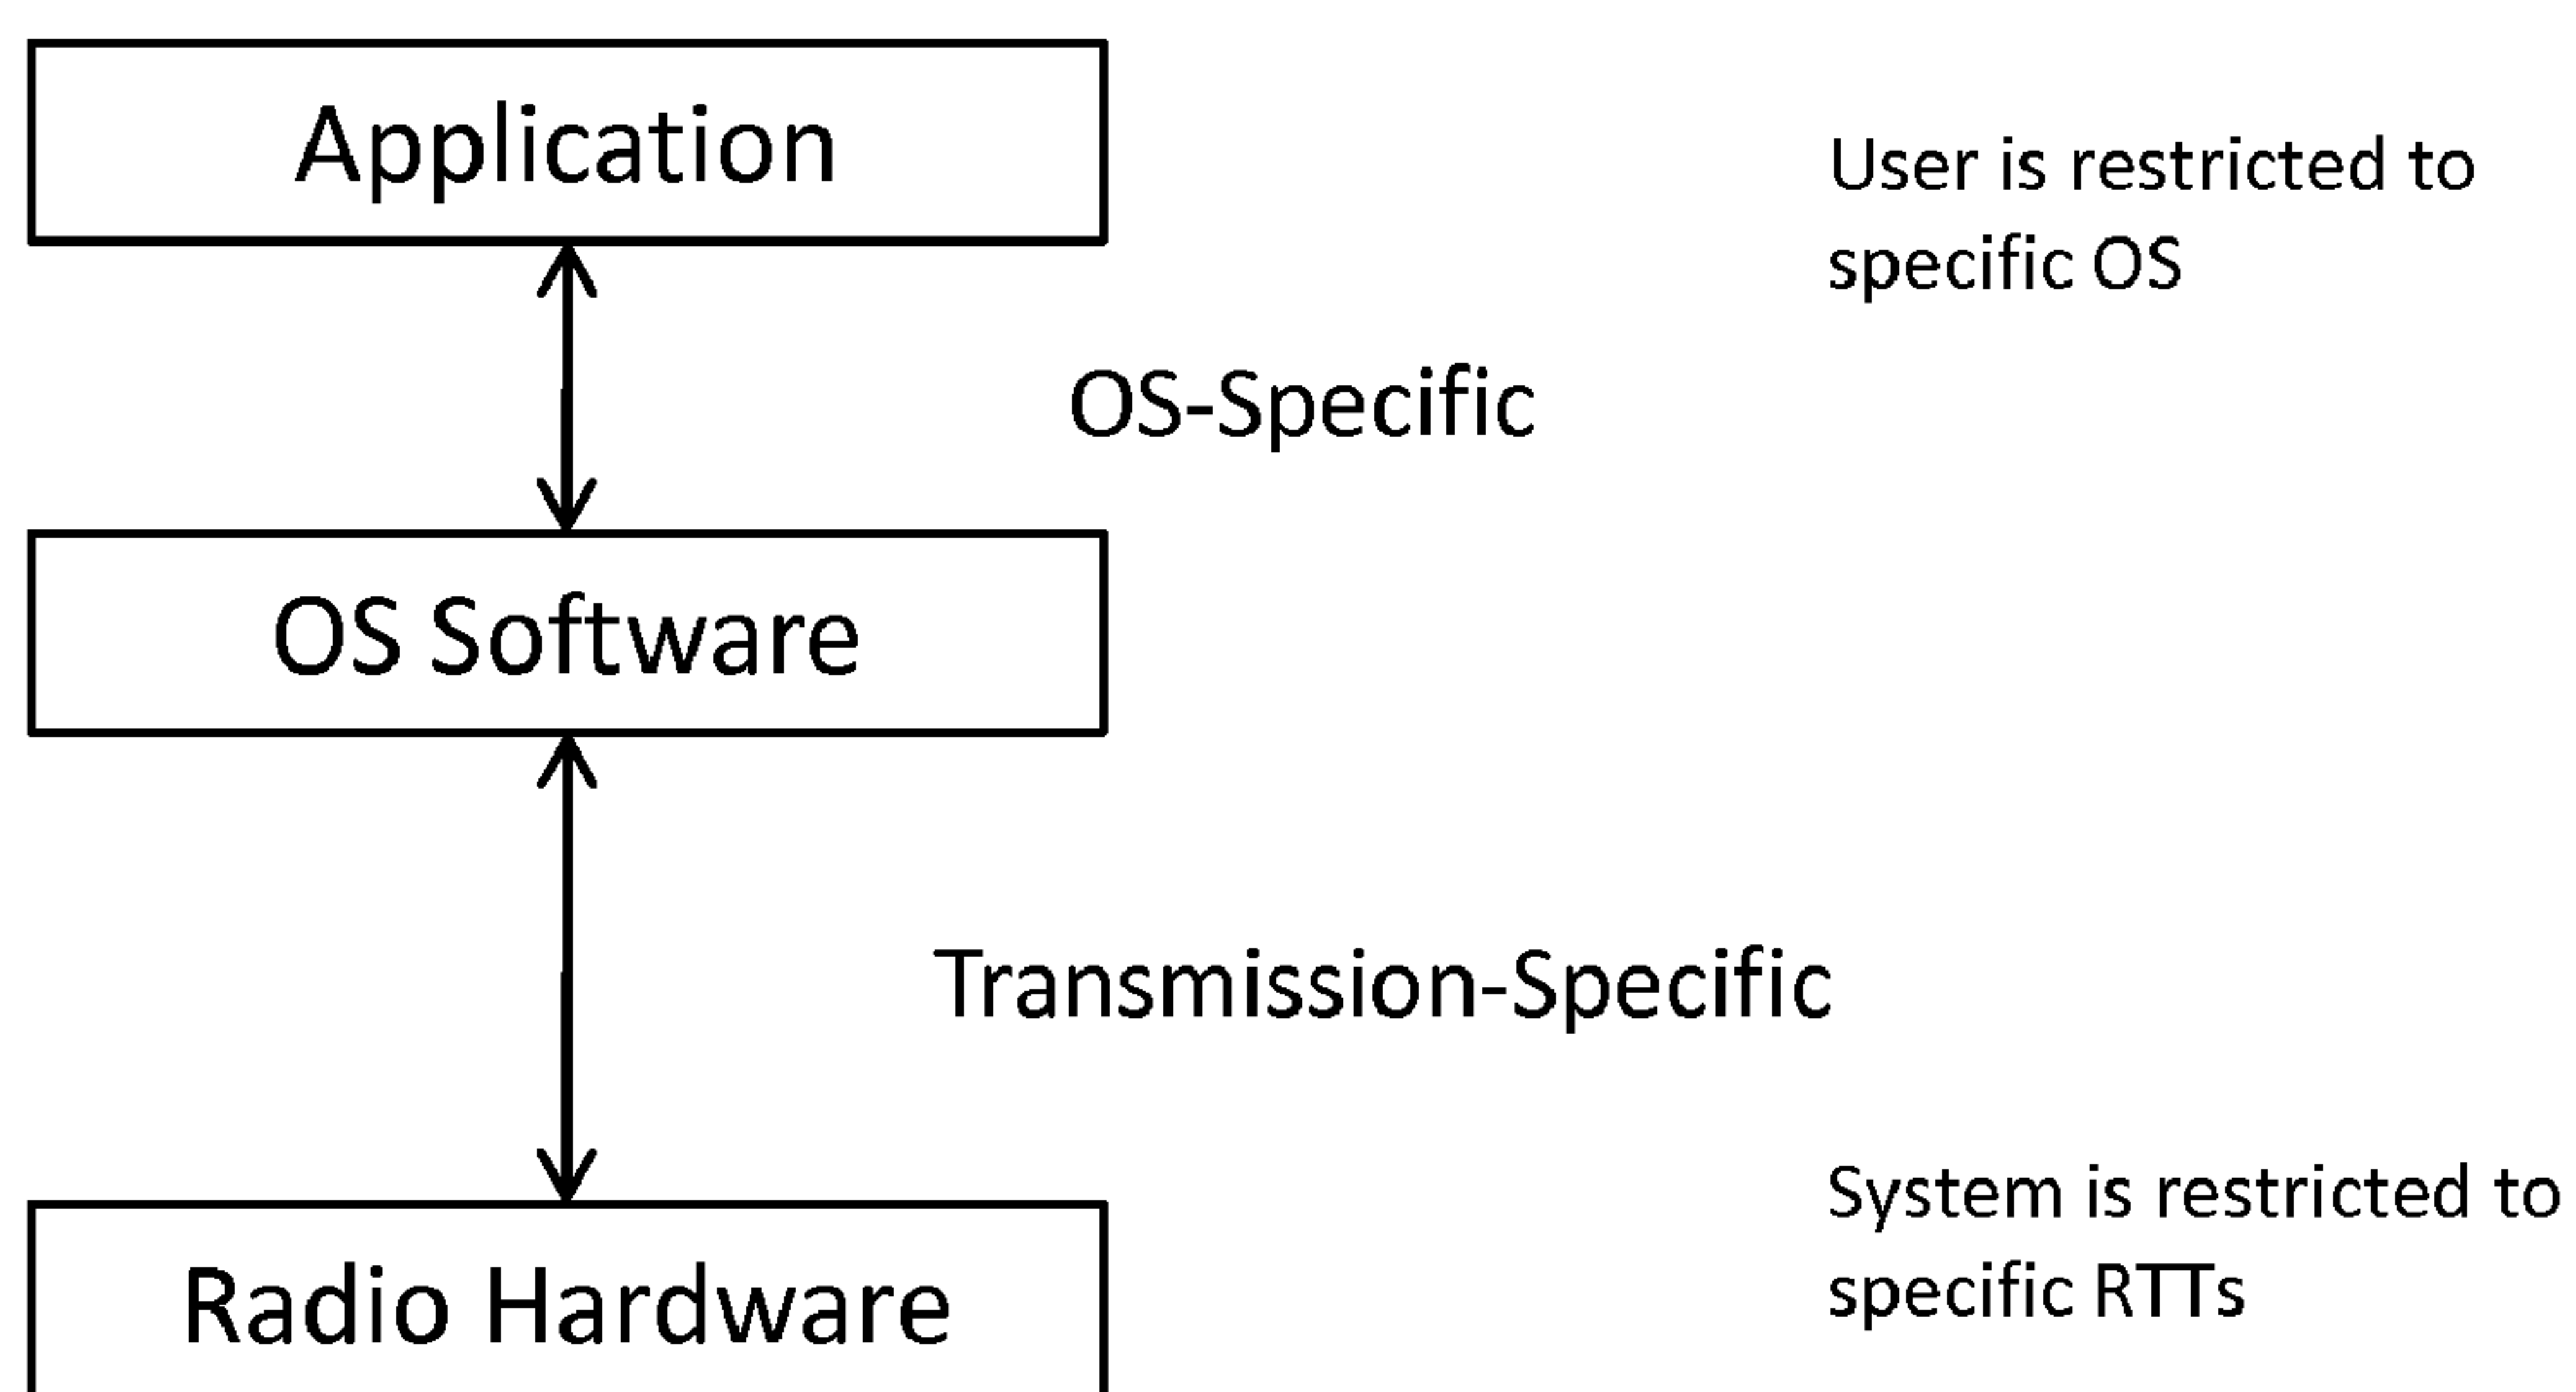 Application
User is restricted to
specific OS
OS-Specific
OS Software
Transmission-Specific
System is restricted to
specific RTTs
Radio Hardware